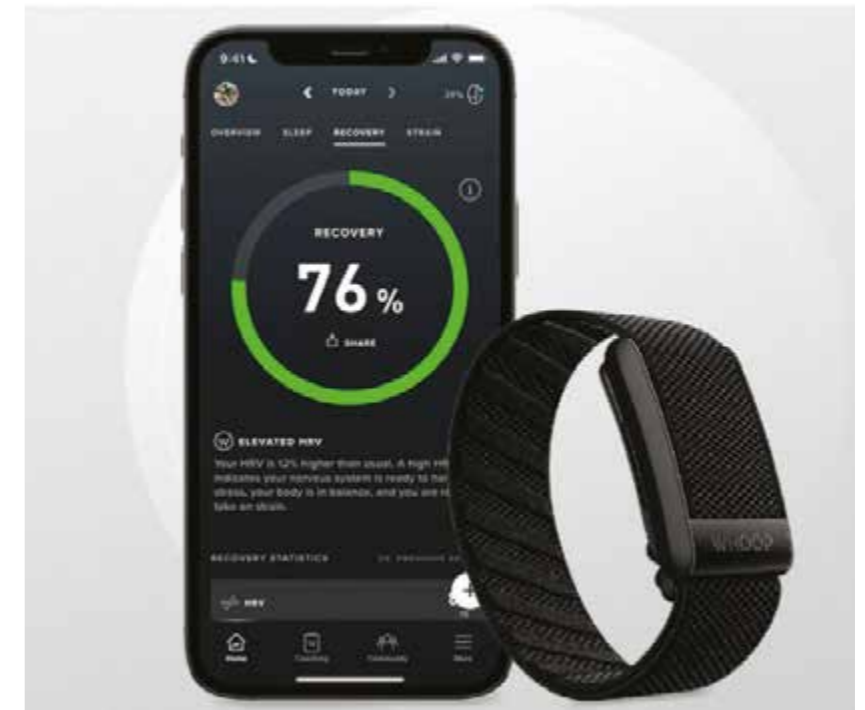 9:41
TODAY
OVERVIEW SLEEP RECOVERY STRAIN
RECOVERY
76 %
SHARE
ELEVATED HRV
Your HRV is 12% higher than usual. A high
indicates your nervous system is ready to
stress, your body is in balance, and you are
take on strain.
RECOVERY STATISTICS VS. PREVIOUS
HRV
Home Coaching Community More
WHOOP